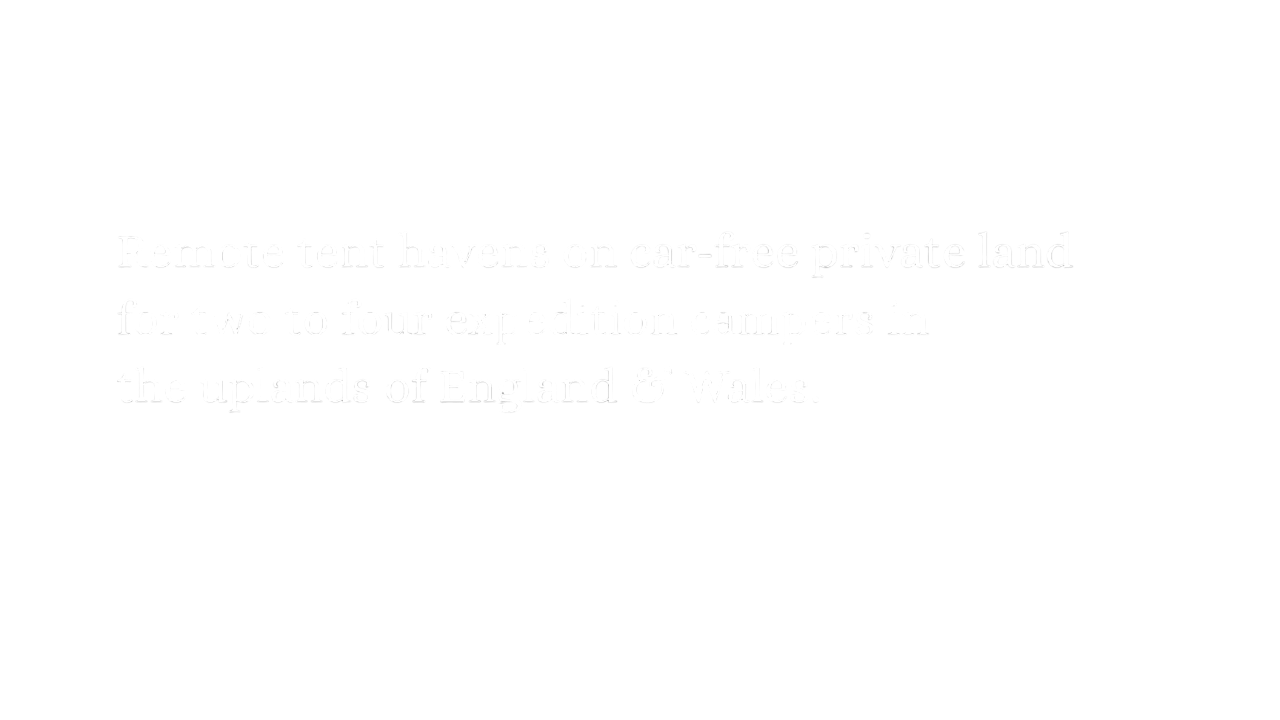 Remote tent havens on car-free private land
for two to four expedition campers in
the uplands of England & Wales.